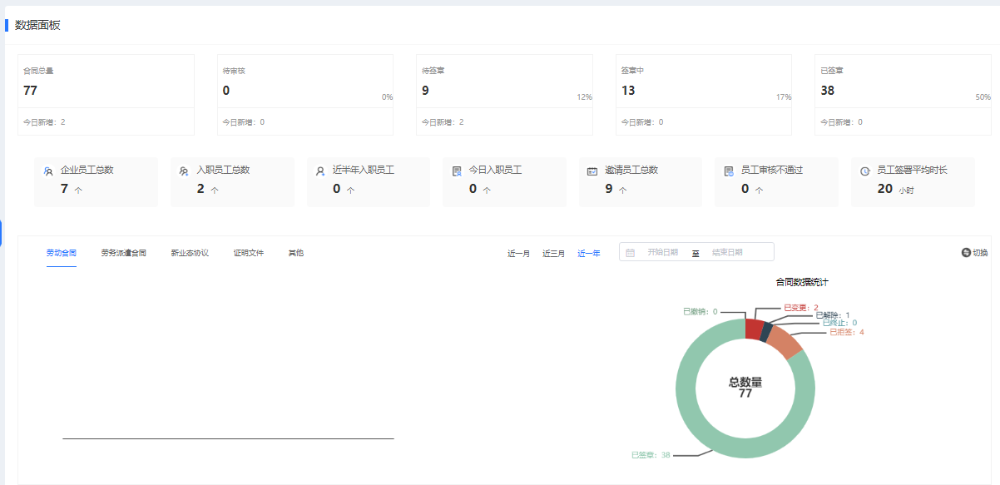 数据面板
合同总量
77
今日新增：2
待审核
0
0%
今日新增：0
待签章
9
12%
今日新增：2
签章中
13
17%
今日新增：0
已签章
38
50%
今日新增：0
企业员工总数
7 个
入职员工总数
2 个
近半年入职员工
0 个
今日入职员工
0 个
邀请员工总数
9 个
员工审核不通过
0 个
员工签署平均时长
20 小时
劳动合同 劳务派遣合同 新业态协议 证明文件 其他
近一月 近三月 近一年 开始日期 至 结束日期
切换
合同数据统计
已撤销：0
已变更：2
已解除：1
已终止：0
已拒签：4
总数量
77
已签章：38